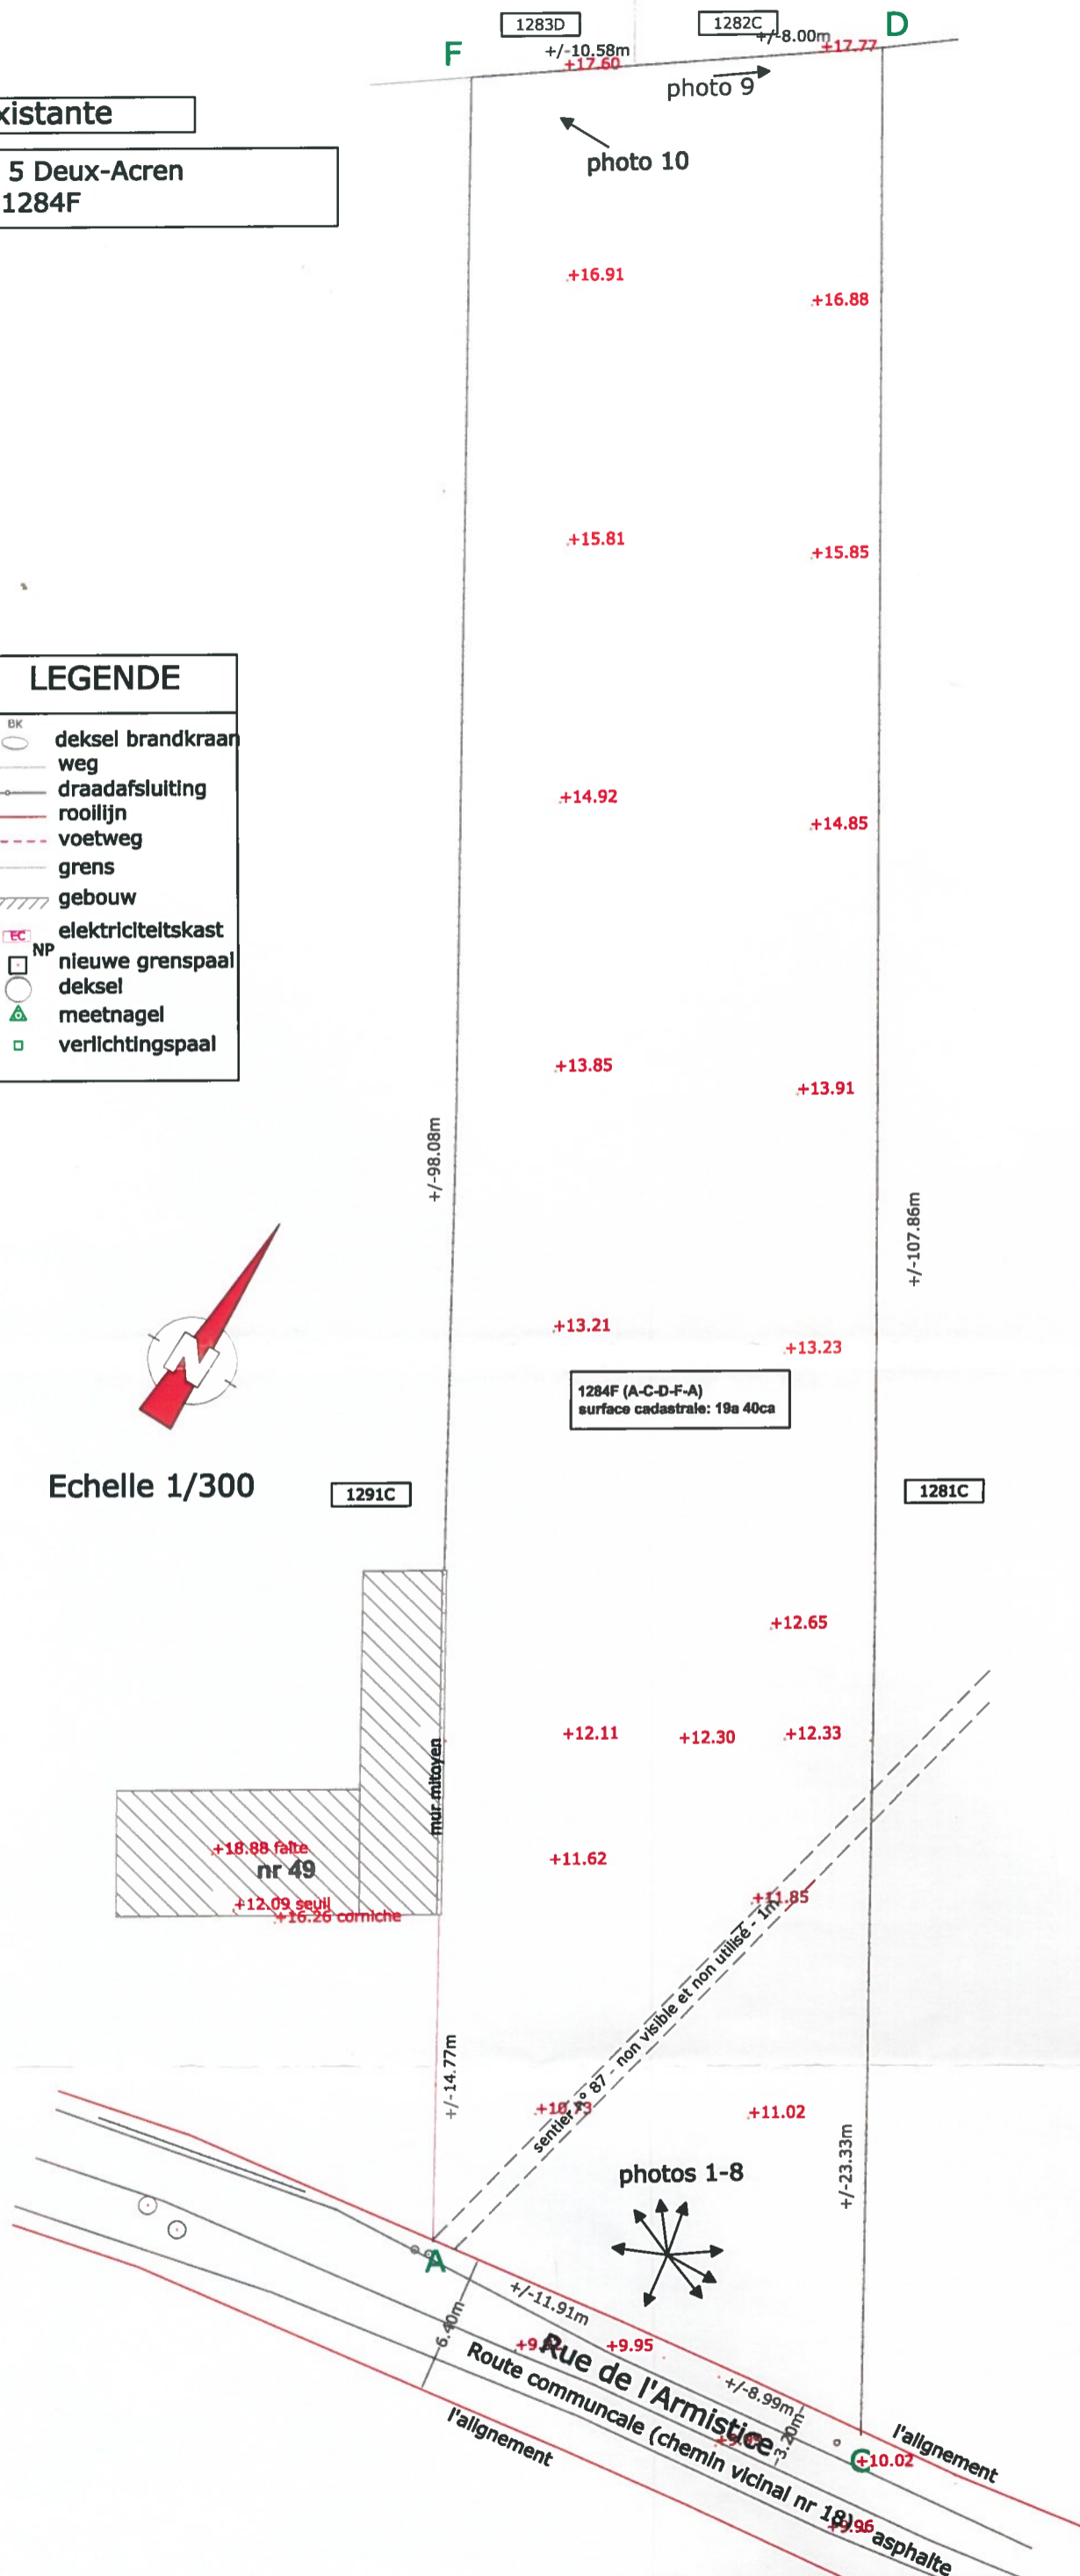 1283D
1282C
D
F
+/-10.58m
+/-8.00m
+17.60
+17.77
photo 9
photo 10
xistante
5 Deux-Acren
1284F
+16.91
+16.88
+15.81
+15.85
LEGENDE
BK
deksel brandkraan
weg
draadafsluiting
rooilijn
voetweg
grens
gebouw
EC
elektriciteitskast
NP
nieuwe grenspaal
deksel
meetnagel
verlichtingspaal
+14.92
+14.85
+13.85
+13.91
+/-98.08m
+/-107.86m
N
+13.21
+13.23
1284F (A-C-D-F-A)
surface cadastrale: 19a 40ca
Echelle 1/300
1291C
1281C
+12.65
+12.11
+12.30
+12.33
mur mitoyen
+11.62
+18.88 faîte
nr 49
+12.09 seuil
+16.26 corniche
+11.85
sentier n° 87 - non visible et non utilisé - 1m
+/-14.77m
+11.02
+/-23.33m
photos 1-8
A
+/-11.91m
6.40m
+9.95
Rue de l'Armistice
+/-8.99m
3.20m
Route communcale (chemin vicinal nr 18) - asphalte
l'alignement
l'alignement
C
+10.02
+9.96